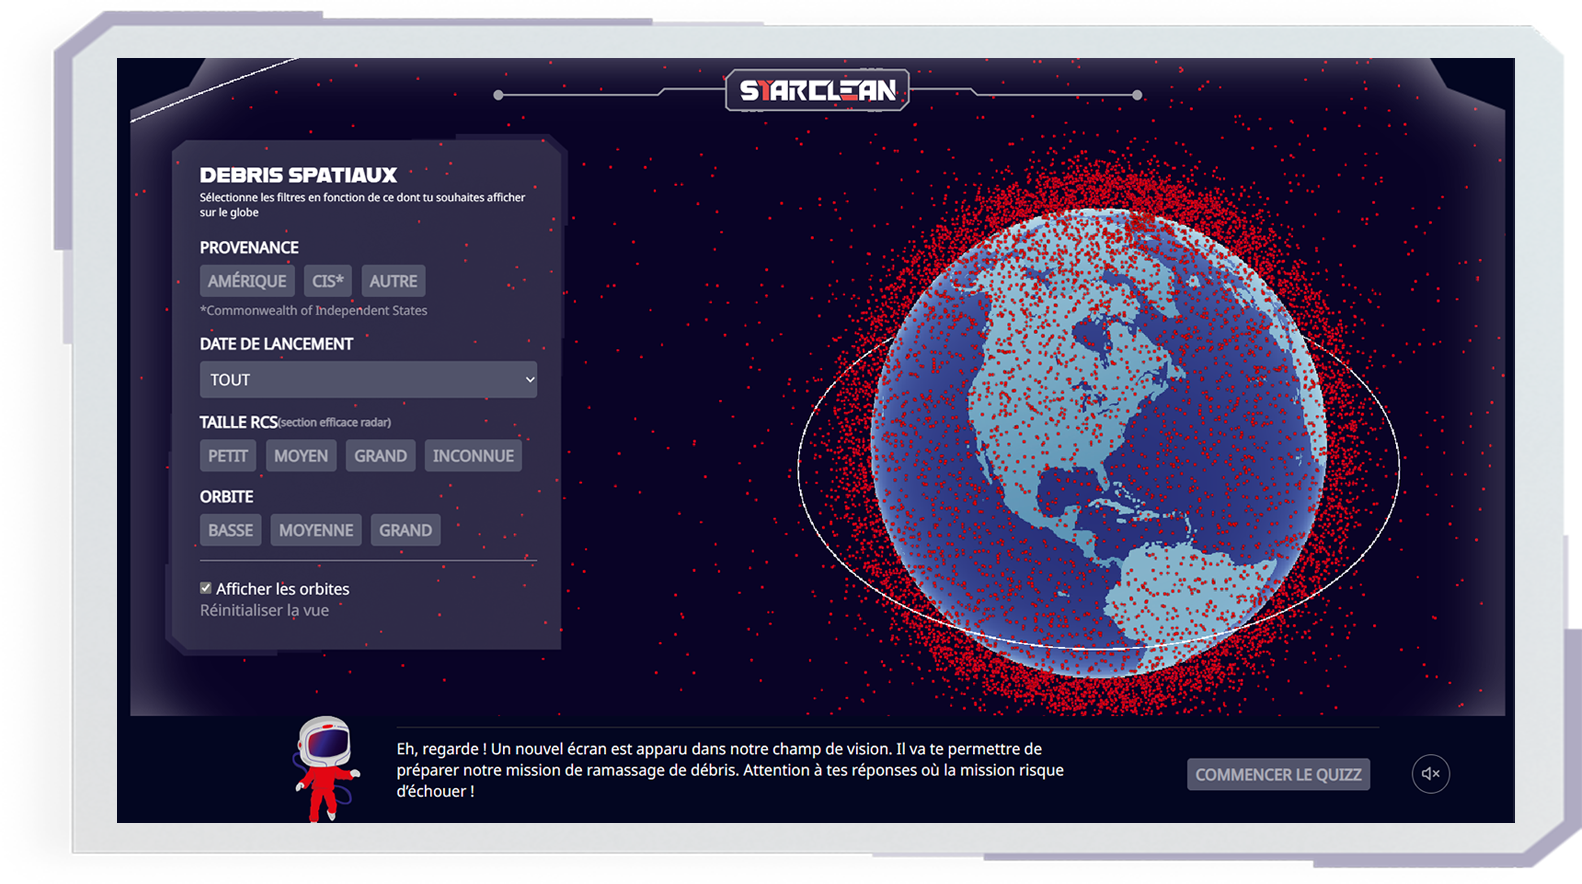 STARCLEAN
DEBRIS SPATIAUX
Sélectionne les filtres en fonction de ce dont tu souhaites afficher
sur le globe
PROVENANCE
AMÉRIQUE CIS* AUTRE
*Commonwealth of Independent States
DATE DE LANCEMENT
TOUT
TAILLE RCS(section efficace radar)
PETIT MOYEN GRAND INCONNUE
ORBITE
BASSE MOYENNE GRAND
Afficher les orbites
Réinitialiser la vue
Eh, regarde ! Un nouvel écran est apparu dans notre champ de vision. Il va te permettre de
préparer notre mission de ramassage de débris. Attention à tes réponses où la mission risque
d'échouer !
COMMENCER LE QUIZZ